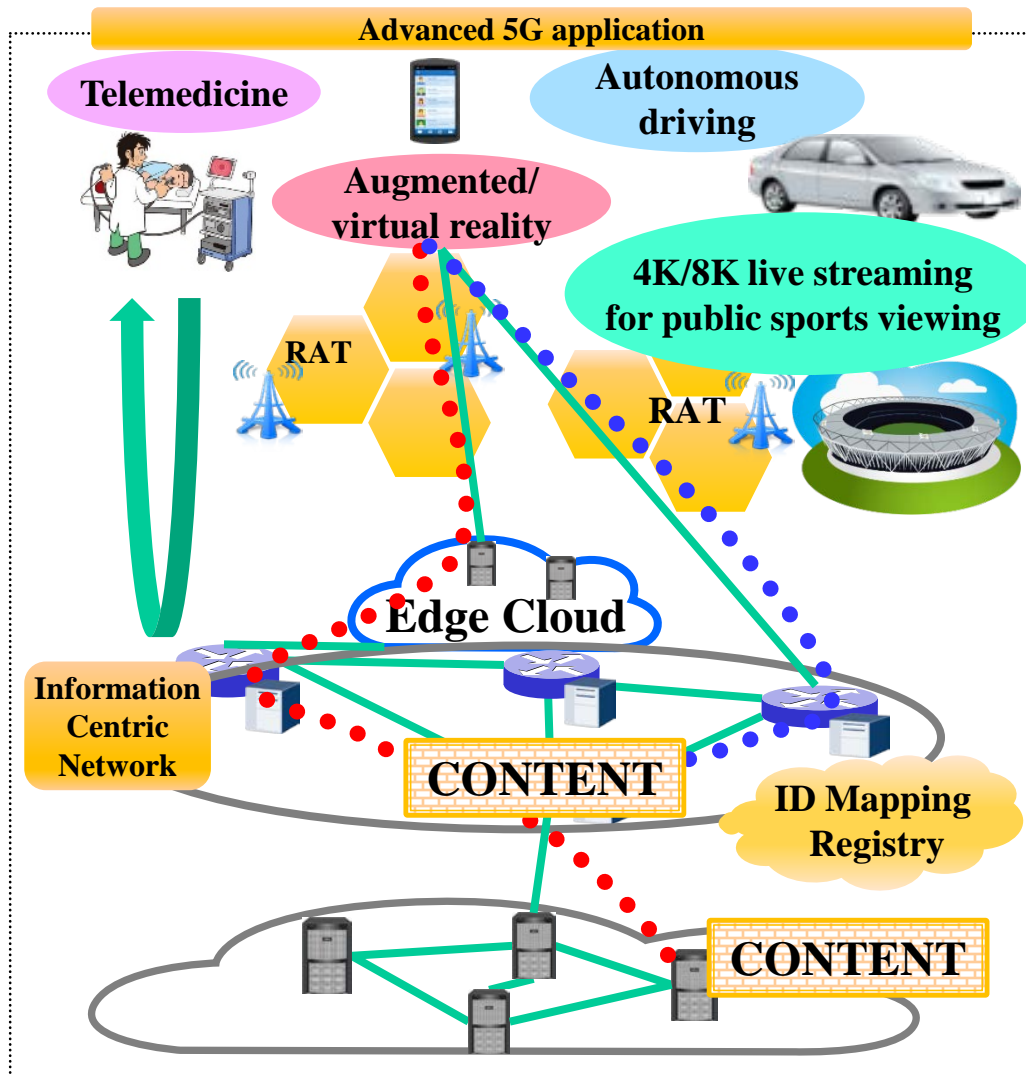 Advanced 5G application
Telemedicine
Autonomous
driving
Augmented/
virtual reality
4K/8K live streaming
for public sports viewing
RAT
RAT
Edge Cloud
Information
Centric
Network
CONTENT
ID Mapping
Registry
CONTENT